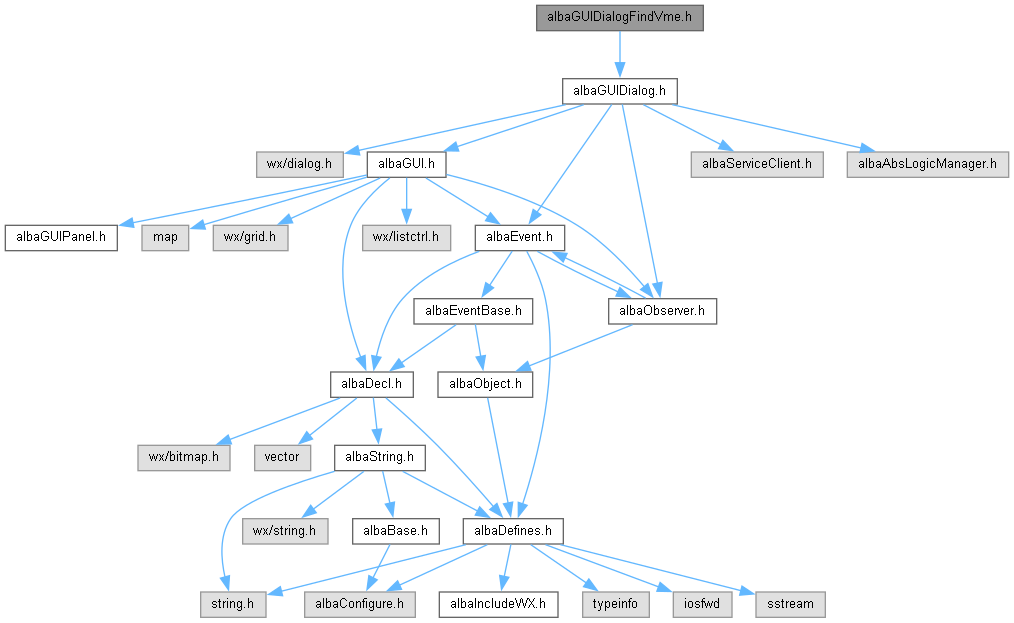 albaGUIDialogFindVme.h
albaGUIDialog.h
wx/dialog.h
albaGUI.h
albaServiceClient.h
albaAbsLogicManager.h
albaGUIPanel.h
map
wx/grid.h
wx/listctrl.h
albaEvent.h
albaEventBase.h
albaObserver.h
albaDecl.h
albaObject.h
wx/bitmap.h
vector
albaString.h
wx/string.h
albaBase.h
albaDefines.h
string.h
albaConfigure.h
albaIncludeWX.h
typeinfo
iosfwd
sstream